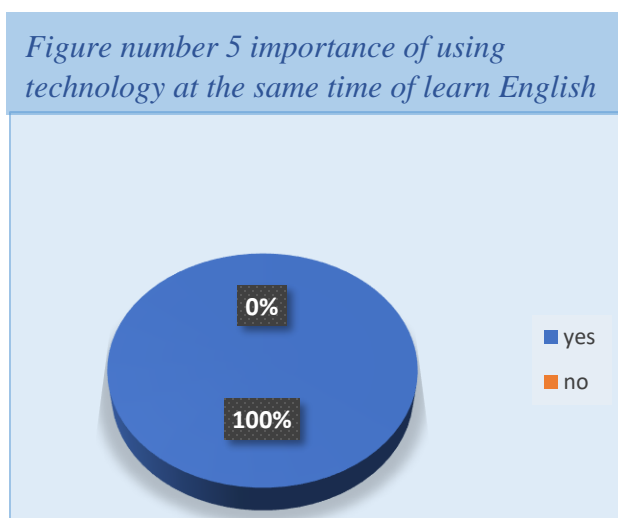 Figure number 5 importance of using
technology at the same time of learn English
0%
100%
yes
no